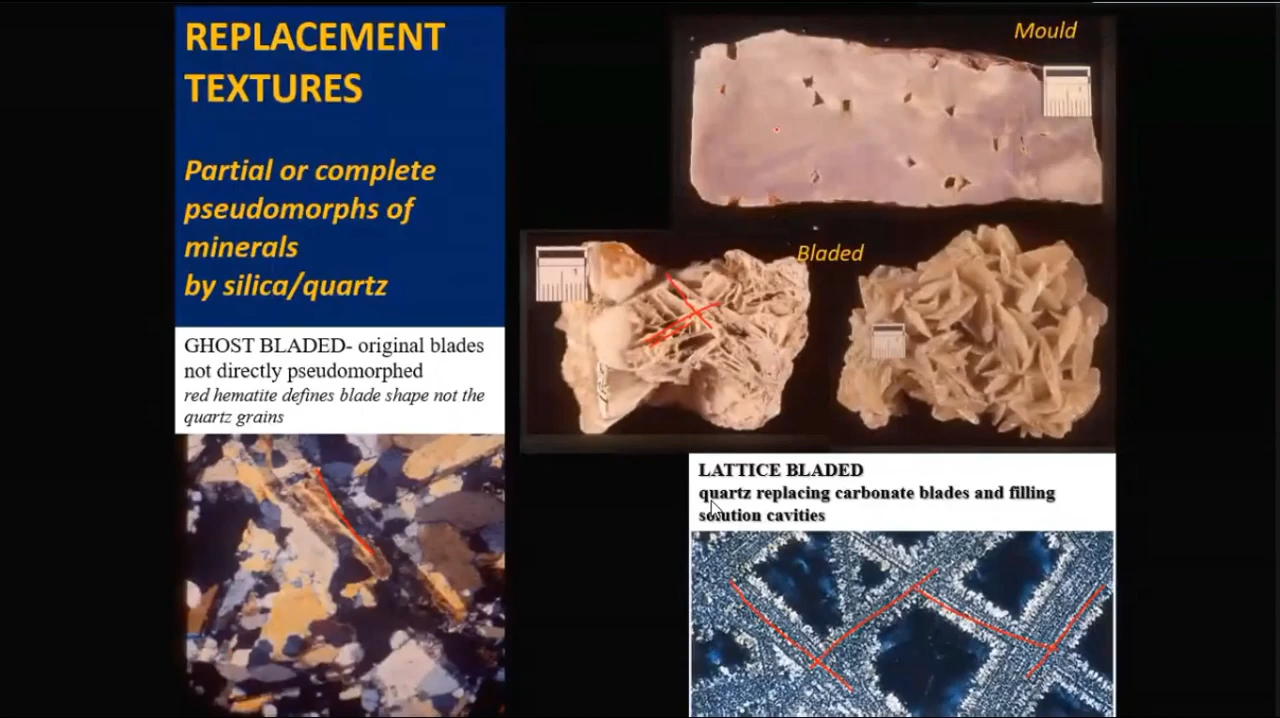 REPLACEMENT
TEXTURES
Partial or complete
pseudomorphs of
minerals
by silica/quartz
GHOST BLADED- original blades
not directly pseudomorphed
red hematite defines blade shape not the
quartz grains
Mould
Bladed
LATTICE BLADED
quartz replacing carbonate blades and filling
solution cavities